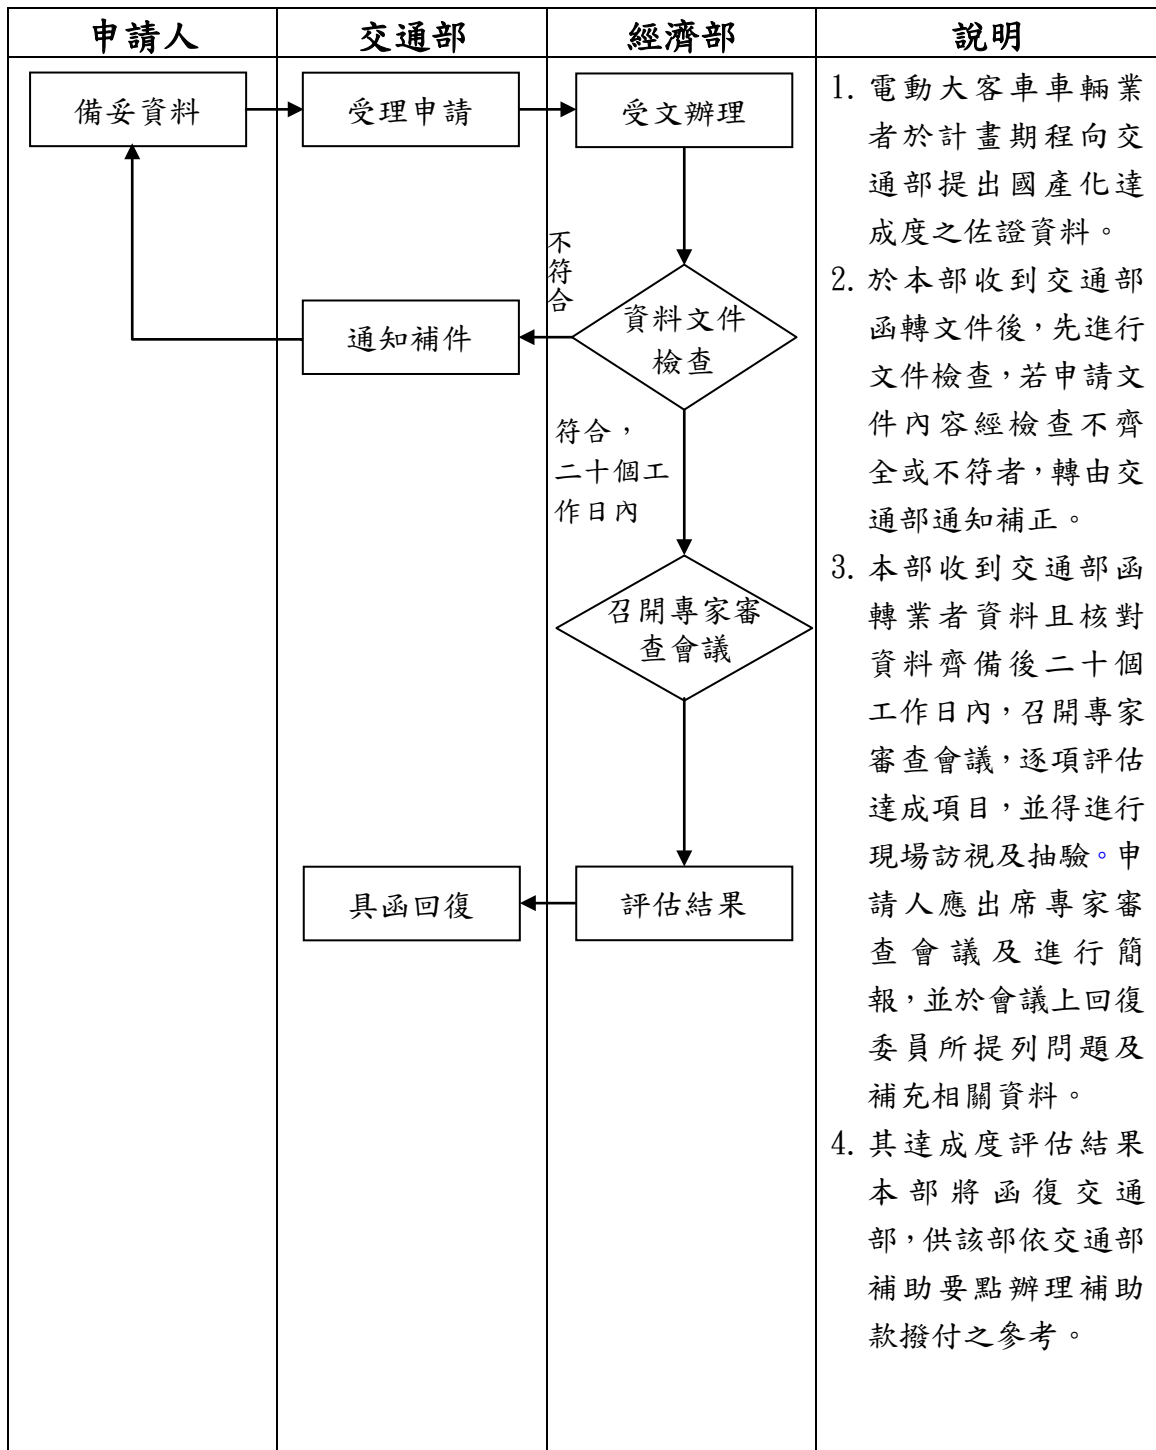 申請人 交通部 經濟部 說明
備妥資料 受理申請 受文辦理
不
符
合
通知補件
資料文件
檢查
符合，
二十個工
作日內
召開專家審
查會議
具函回復 評估結果
1. 電動大客車車輛業
者於計畫期程向交
通部提出國產化達
成度之佐證資料。
2. 於本部收到交通部
函轉文件後，先進行
文件檢查，若申請文
件內容經檢查不齊
全或不符者，轉由交
通部通知補正。
3. 本部收到交通部函
轉業者資料且核對
資料齊備後二十個
工作日內，召開專家
審查會議，逐項評估
達成項目，並得進行
現場訪視及抽驗。申
請人應出席專家審
查會議及進行簡
報，並於會議上回復
委員所提列問題及
補充相關資料。
4. 其達成度評估結果
本部將函復交通
部，供該部依交通部
補助要點辦理補助
款撥付之參考。